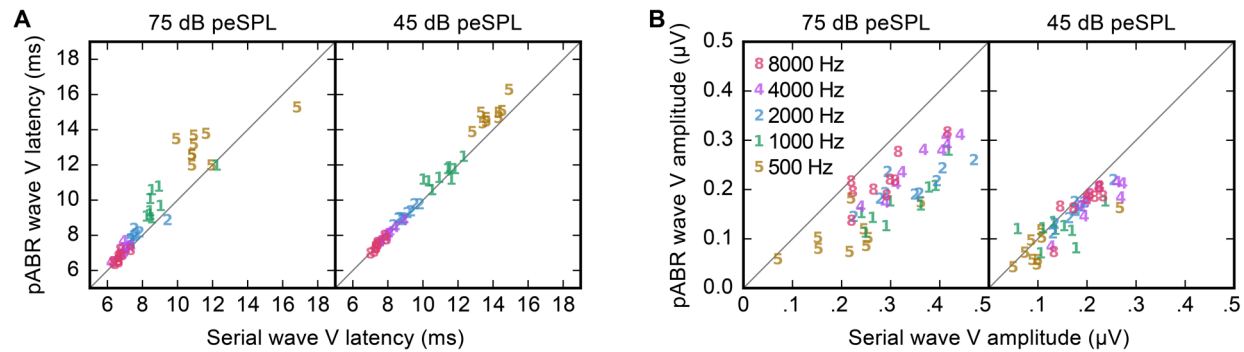 A
75 dB peSPL
45 dB peSPL
pABR wave V latency (ms)
19
18
16
14
12
10
8
6
6 8 10 12 14 16 18
6 8 10 12 14 16 18
Serial wave V latency (ms)
B
75 dB peSPL
45 dB peSPL
pABR wave V amplitude (µV)
0.5
0.4
0.3
0.2
0.1
0.0
8 8000 Hz
4 4000 Hz
2 2000 Hz
1 1000 Hz
5 500 Hz
0 .1 .2 .3 .4 .5
.1 .2 .3 .4 .5
Serial wave V amplitude (µV)